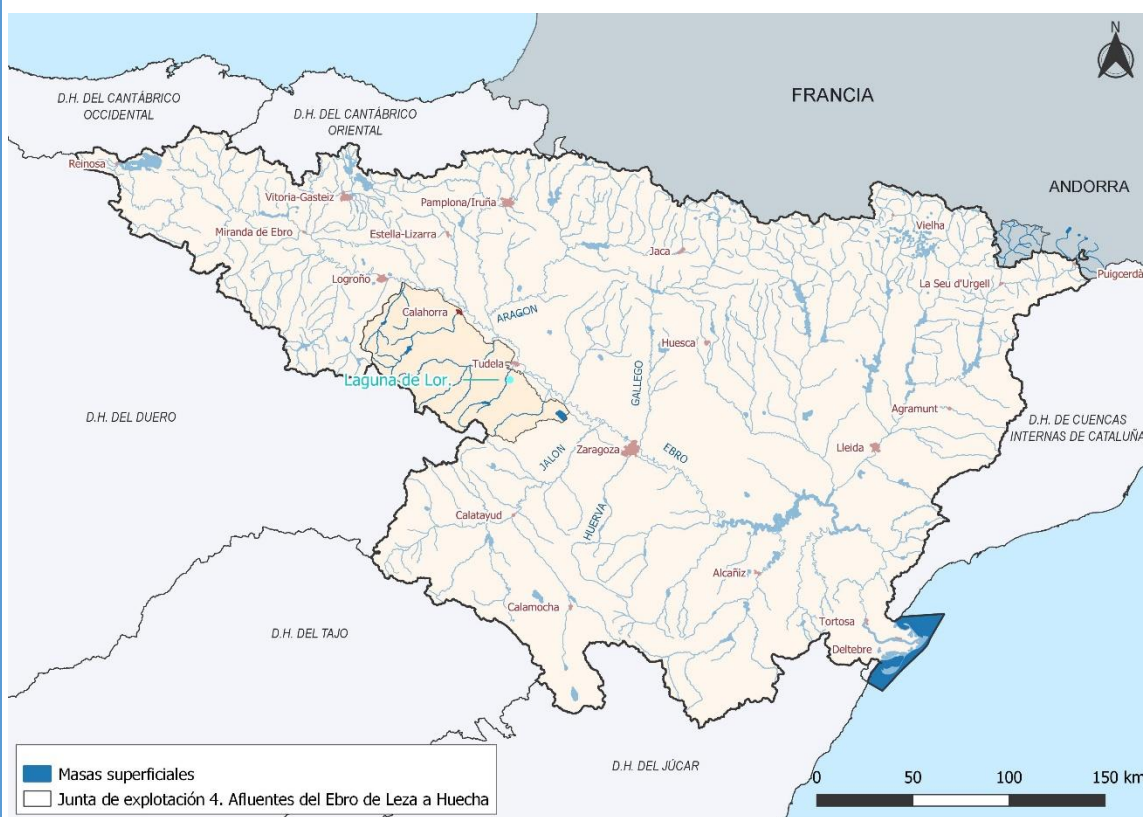 N
FRANCIA
ANDORRA
D.H. DEL CANTÁBRICO
OCCIDENTAL
D.H. DEL CANTÁBRICO
ORIENTAL
Reinosa
Vitoria-Gasteiz
Pamplona/Iruña
Vielha
Miranda de Ebro
Estella-Lizarra
Jaca
Puigcerdà
La Seu d'Urgell
Logroño
Calahorra
ARAGON
Huesca
Tudela
Laguna de Lor.
GALLEGO
Agramunt
D.H. DEL DUERO
D.H. DE CUENCAS
INTERNAS DE CATALUÑA
Lleida
JALON
Zaragoza
EBRO
Calatayud
HUERVA
Alcañiz
Calamocha
Tortosa
D.H. DEL TAJO
Deltebre
D.H. DEL JÚCAR
Masas superficiales
Junta de explotación 4. Afluentes del Ebro de Leza a Huecha
0 50 100 150 km